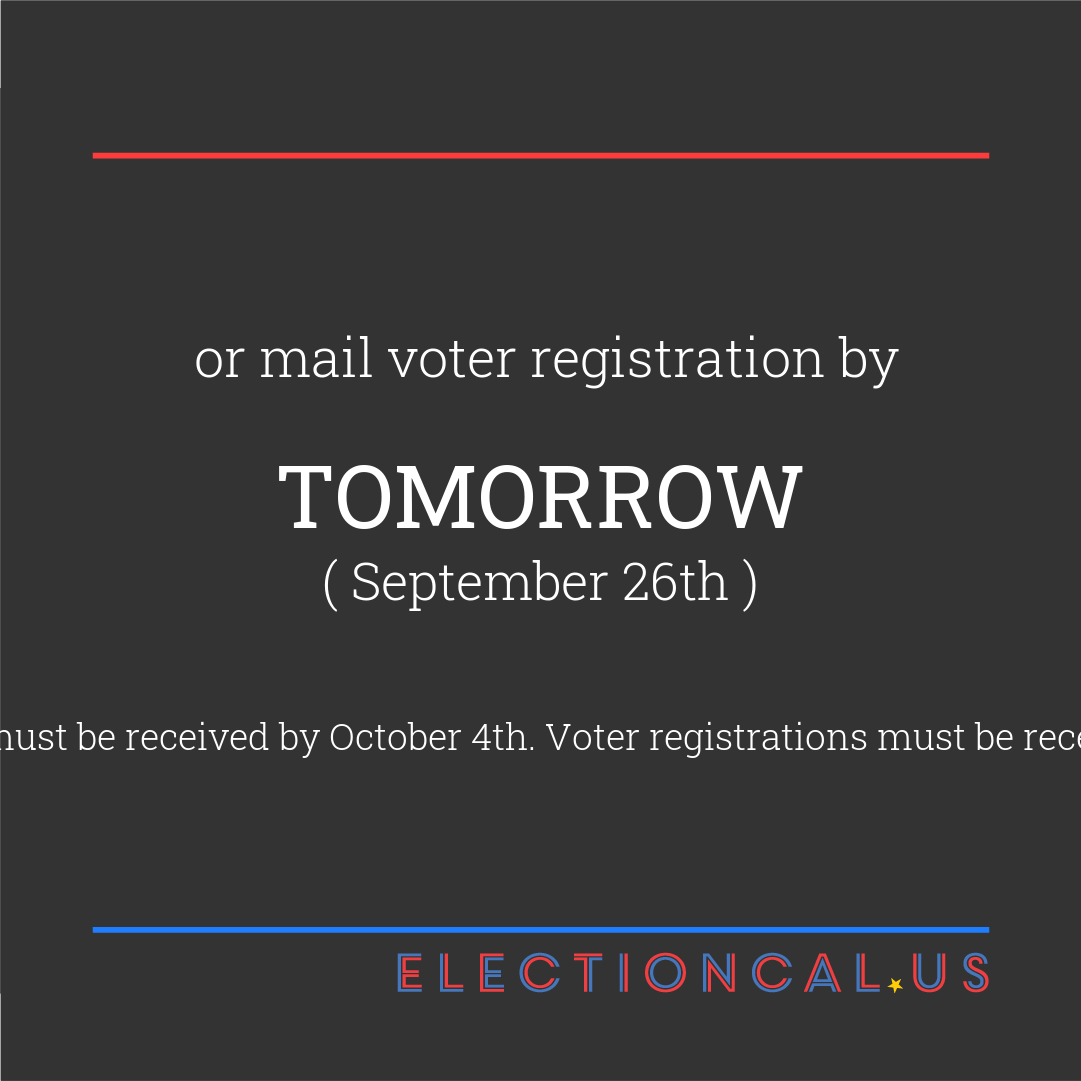 or mail voter registration by
TOMORROW
( September 26th )
must be received by October 4th. Voter registrations must be
ELECTIONCAL.US